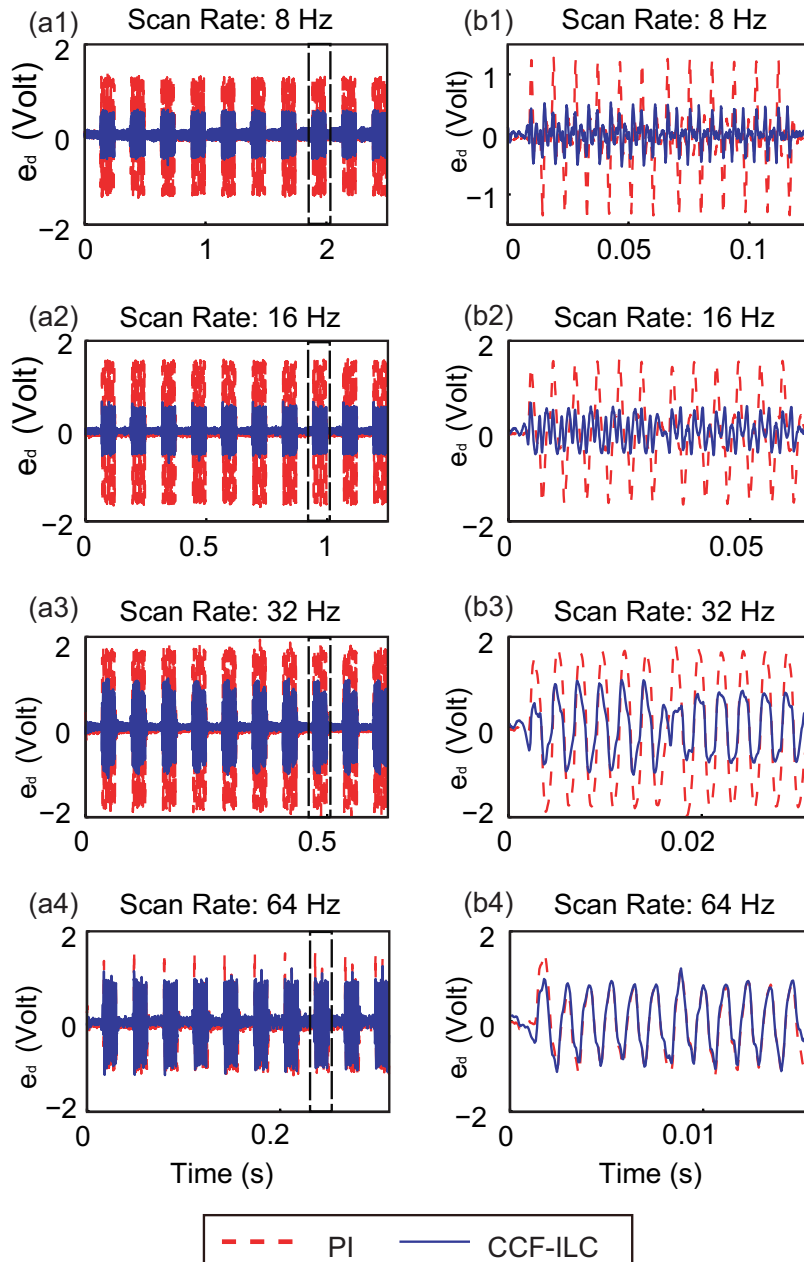 (a1) Scan Rate: 8 Hz
2
0
−2
e_d (Volt)
0 1 2
(b1) Scan Rate: 8 Hz
1
0
−1
e_d (Volt)
0 0.05 0.1
(a2) Scan Rate: 16 Hz
2
0
−2
e_d (Volt)
0 0.5 1
(b2) Scan Rate: 16 Hz
2
0
−2
e_d (Volt)
0 0.05
(a3) Scan Rate: 32 Hz
2
0
−2
e_d (Volt)
0 0.5
(b3) Scan Rate: 32 Hz
2
0
−2
e_d (Volt)
0 0.02
(a4) Scan Rate: 64 Hz
2
0
−2
e_d (Volt)
0 0.2
Time (s)
(b4) Scan Rate: 64 Hz
2
0
−2
e_d (Volt)
0 0.01
Time (s)
PI CCF-ILC